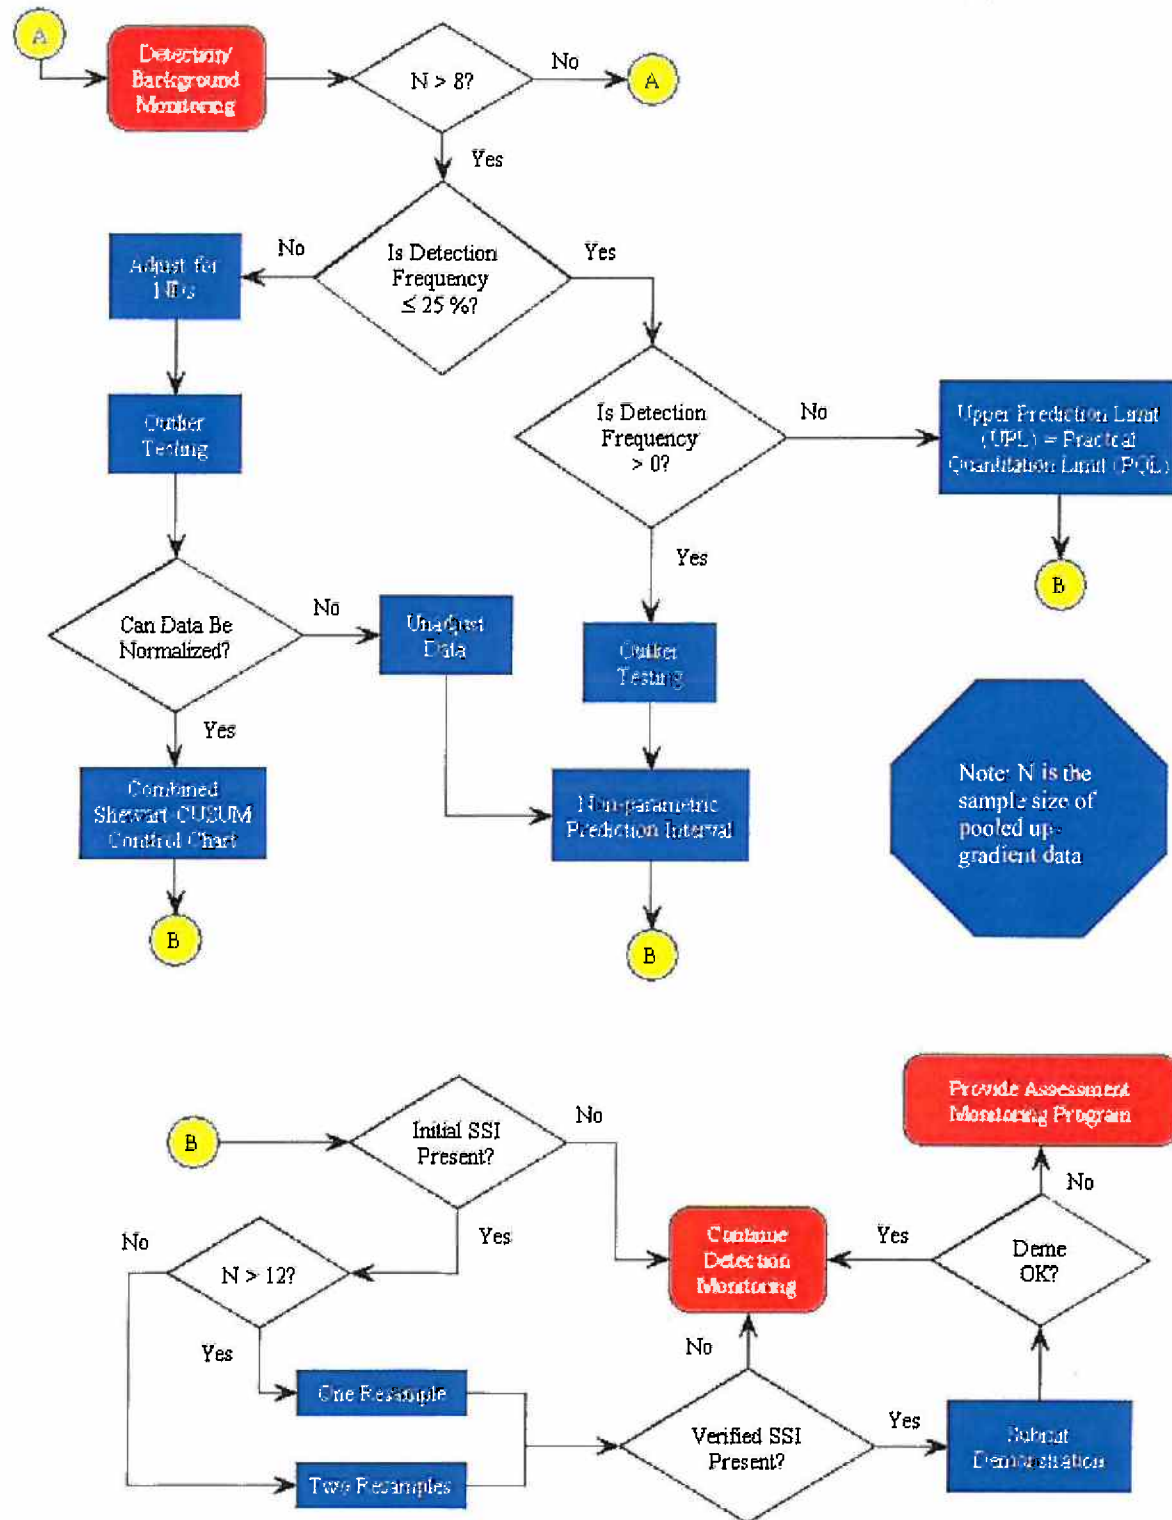 A
Detection/
Background
Monitoring
N > 8?
No
A
Yes
Is Detection
Frequency
≤ 25 %?
No
Yes
Adjust for
NDs
Outlier
Testing
Is Detection
Frequency
> 0?
No
Upper Prediction Limit
(UPL) = Practical
Quantitation Limit (PQL)
Yes
B
Can Data Be
Normalized?
No
Unadjust
Data
Outlier
Testing
Yes
Combined
Shewart-CUSUM
Control Chart
Non-parametric
Prediction Interval
Note: N is the
sample size of
pooled up-
gradient data
B
B
Provide Assessment
Monitoring Program
B
Initial SSI
Present?
No
No
Yes
Yes
Continue
Detection
Monitoring
Deme
OK?
No
N > 12?
Yes
No
One Resample
Verified SSI
Present?
Yes
Submit
Demonstration
Two Resamples